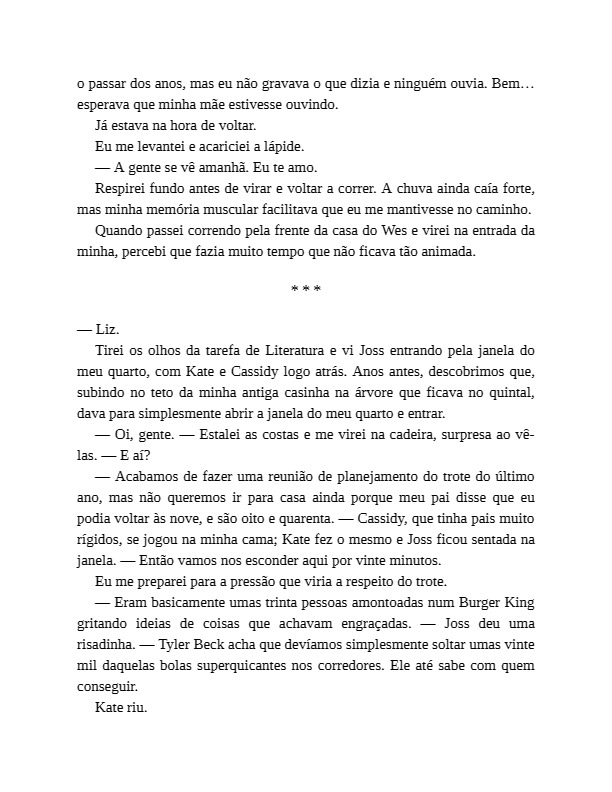 o passar dos anos, mas eu não gravava o que dizia e ninguém ouvia. Bem…
esperava que minha mãe estivesse ouvindo.
Já estava na hora de voltar.
Eu me levantei e acariciei a lápide.
— A gente se vê amanhã. Eu te amo.
Respirei fundo antes de virar e voltar a correr. A chuva ainda caía forte,
mas minha memória muscular facilitava que eu me mantivesse no caminho.
Quando passei correndo pela frente da casa do Wes e virei na entrada da
minha, percebi que fazia muito tempo que não ficava tão animada.
* * *
— Liz.
Tirei os olhos da tarefa de Literatura e vi Joss entrando pela janela do
meu quarto, com Kate e Cassidy logo atrás. Anos antes, descobrimos que,
subindo no teto da minha antiga casinha na árvore que ficava no quintal,
dava para simplesmente abrir a janela do meu quarto e entrar.
— Oi, gente. — Estalei as costas e me virei na cadeira, surpresa ao vê-
las. — E aí?
— Acabamos de fazer uma reunião de planejamento do trote do último
ano, mas não queremos ir para casa ainda porque meu pai disse que eu
podia voltar às nove, e são oito e quarenta. — Cassidy, que tinha pais muito
rígidos, se jogou na minha cama; Kate fez o mesmo e Joss ficou sentada na
janela. — Então vamos nos esconder aqui por vinte minutos.
Eu me preparei para a pressão que viria a respeito do trote.
— Eram basicamente umas trinta pessoas amontoadas num Burger King
gritando ideias de coisas que achavam engraçadas. — Joss deu uma
risadinha. — Tyler Beck acha que devíamos simplesmente soltar umas vinte
mil daquelas bolas superquicantes nos corredores. Ele até sabe com quem
conseguir.
Kate riu.